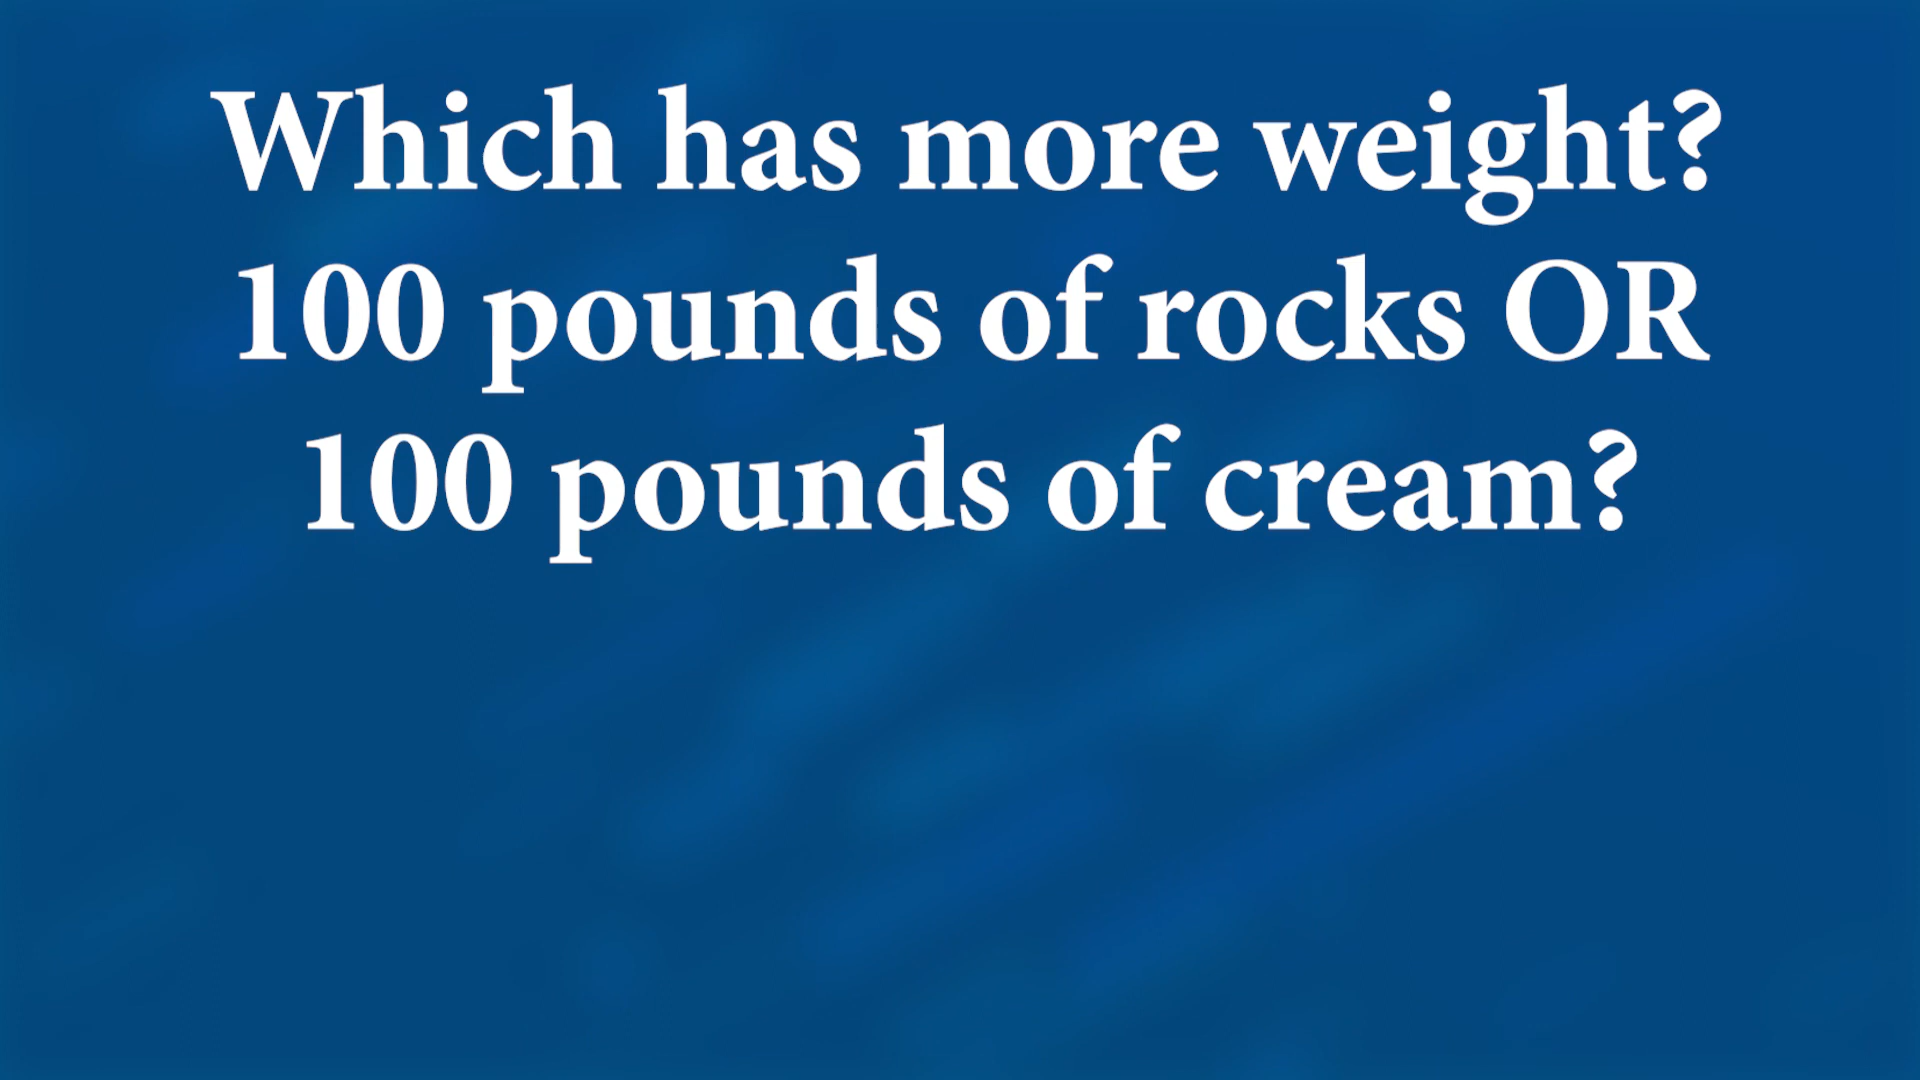 Which has more weight?
100 pounds of rocks OR
100 pounds of cream?